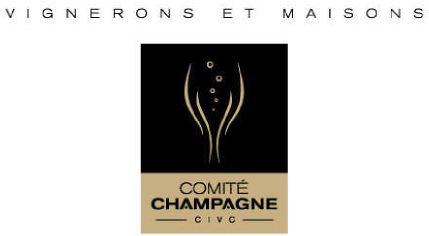 VIGNERONS ET MAISONS
COMITÉ
CHAMPAGNE
CIVC